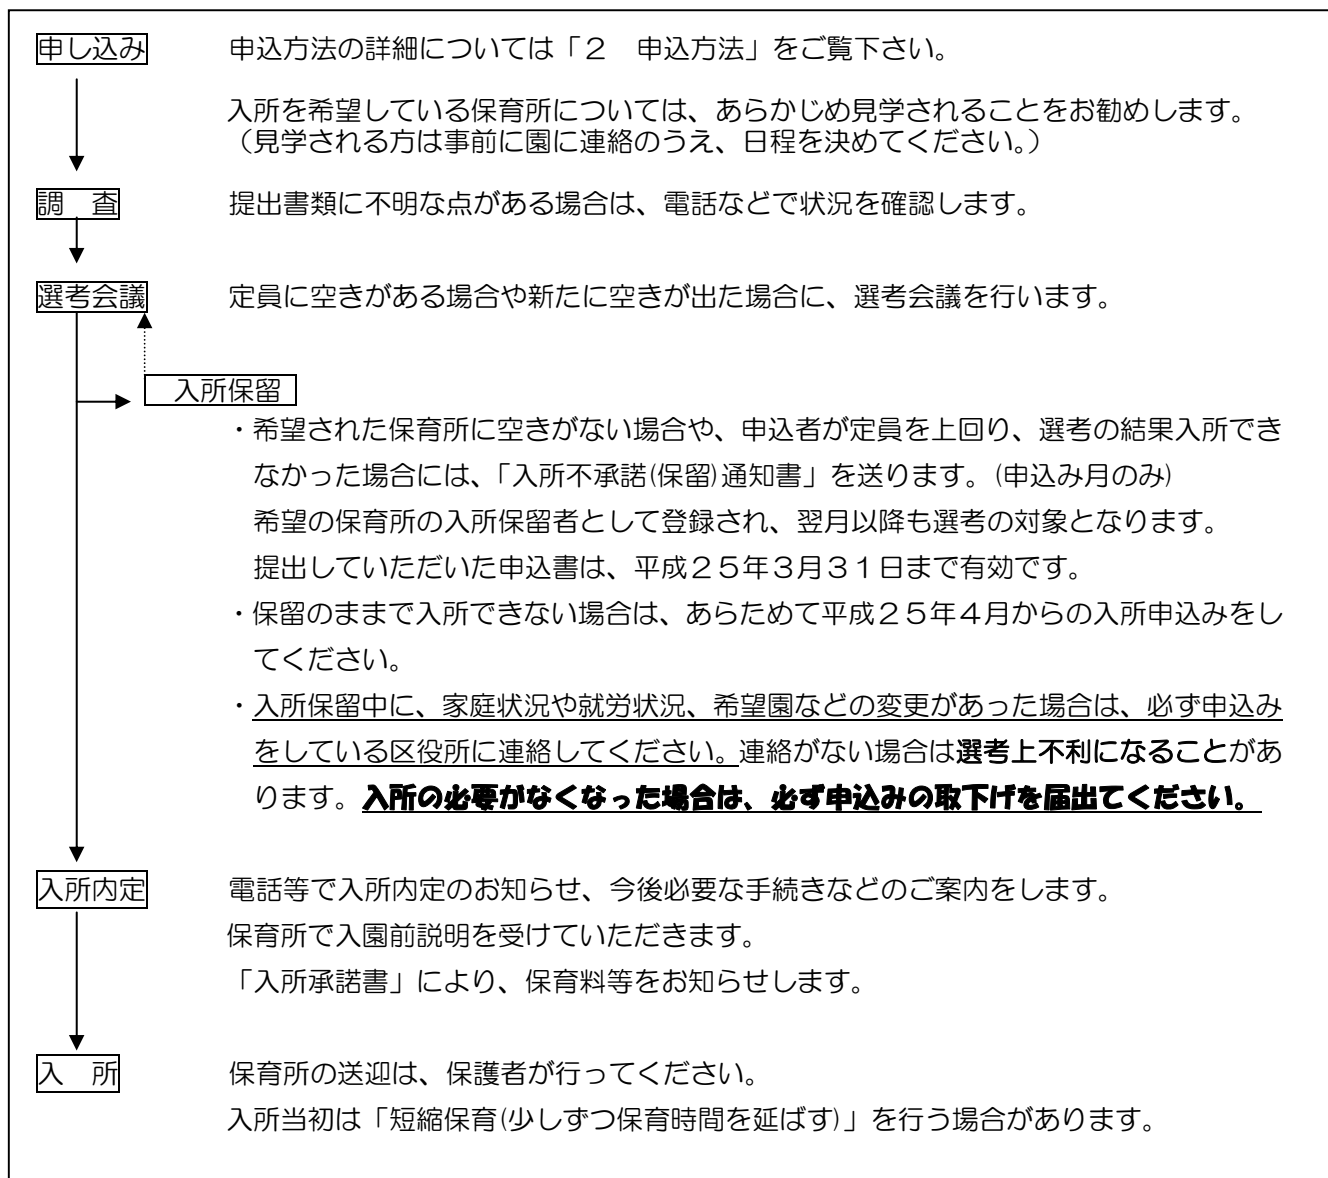 申し込み　申込方法の詳細については「２　申込方法」をご覧下さい。
入所を希望している保育所については、あらかじめ見学されることをお勧めします。
（見学される方は事前に園に連絡のうえ、日程を決めてください。）
調　査　提出書類に不明な点がある場合は、電話などで状況を確認します。
選考会議　定員に空きがある場合や新たに空きが出た場合に、選考会議を行います。
入所保留
・希望された保育所に空きがない場合や、申込者が定員を上回り、選考の結果入所でき
なかった場合には、「入所不承諾(保留)通知書」を送ります。(申込み月のみ)
希望の保育所の入所保留者として登録され、翌月以降も選考の対象となります。
提出していただいた申込書は、平成２５年３月３１日まで有効です。
・保留のままで入所できない場合は、あらためて平成２５年４月からの入所申込みをし
てください。
・入所保留中に、家庭状況や就労状況、希望園などの変更があった場合は、必ず申込み
をしている区役所に連絡してください。連絡がない場合は選考上不利になることがあ
ります。入所の必要がなくなった場合は、必ず申込みの取下げを届出てください。
入所内定　電話等で入所内定のお知らせ、今後必要な手続きなどのご案内をします。
保育所で入園前説明を受けていただきます。
「入所承諾書」により、保育料等をお知らせします。
入　所　保育所の送迎は、保護者が行ってください。
入所当初は「短縮保育(少しずつ保育時間を延ばす)」を行う場合があります。